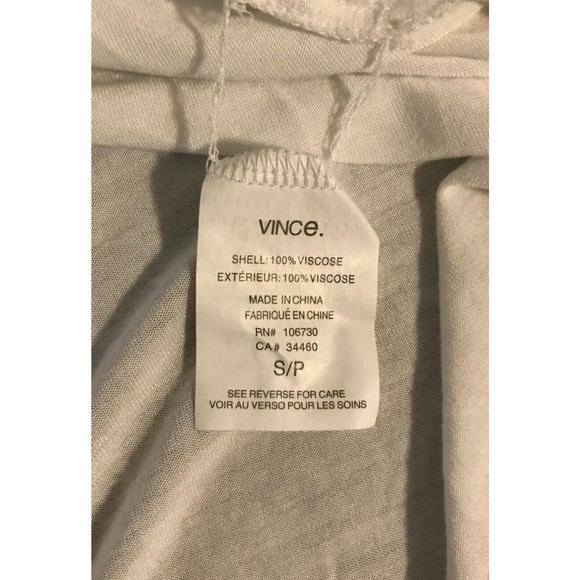 VINCe.
SHELL: 100% VISCOSE
EXTÉRIEUR: 100% VISCOSE
MADE IN CHINA
FABRIQUÉ EN CHINE
RN# 106730
CA# 34460
S/P
SEE REVERSE FOR CARE
VOIR AU VERSO POUR LES SOINS